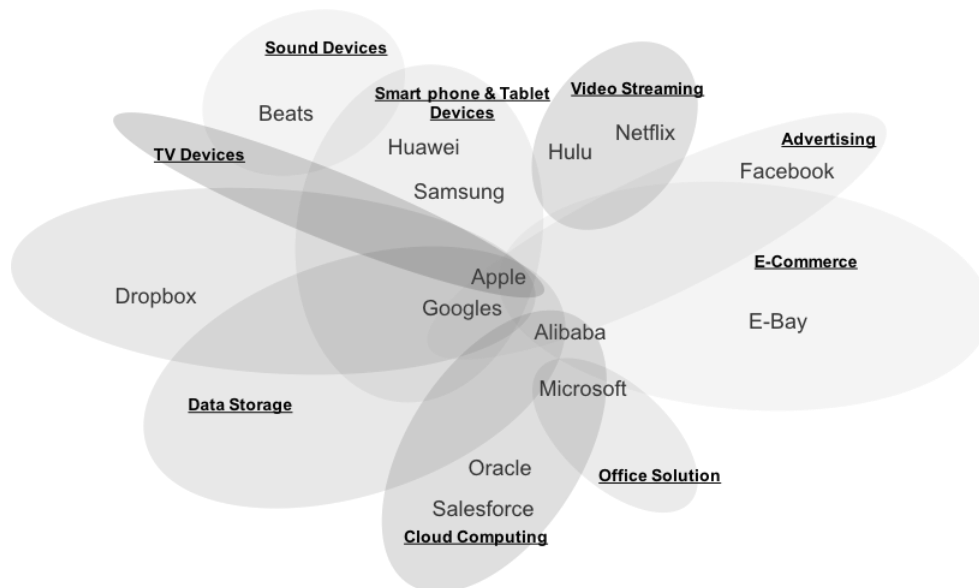 Sound Devices
Beats
Smart phone & Tablet
Devices
Huawei
Samsung
Video Streaming
Netflix
Hulu
Advertising
Facebook
TV Devices
E-Commerce
E-Bay
Apple
Googles
Dropbox
Alibaba
Microsoft
Data Storage
Oracle
Salesforce
Cloud Computing
Office Solution